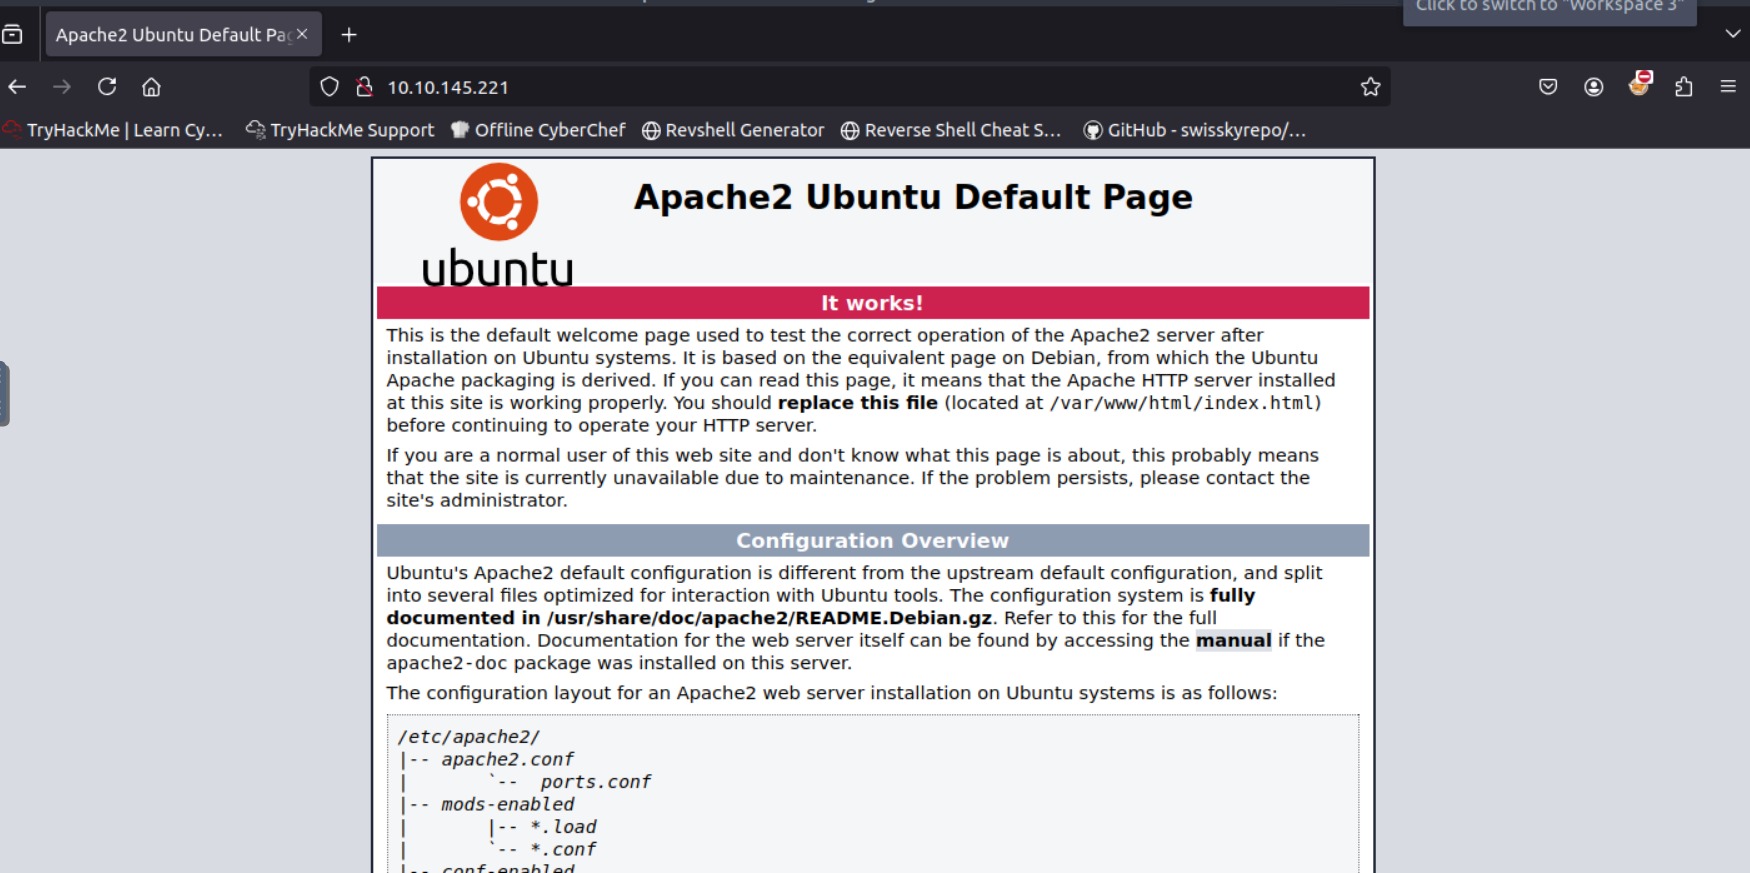 Click to switch to "Workspace 3"
Apache2 Ubuntu Default Pag
10.10.145.221
TryHackMe | Learn Cy... TryHackMe Support Offline CyberChef Revshell Generator Reverse Shell Cheat S... GitHub - swisskyrepo/...
ubuntu
Apache2 Ubuntu Default Page
It works!
This is the default welcome page used to test the correct operation of the Apache2 server after
installation on Ubuntu systems. It is based on the equivalent page on Debian, from which the Ubuntu
Apache packaging is derived. If you can read this page, it means that the Apache HTTP server installed
at this site is working properly. You should replace this file (located at /var/www/html/index.html)
before continuing to operate your HTTP server.
If you are a normal user of this web site and don't know what this page is about, this probably means
that the site is currently unavailable due to maintenance. If the problem persists, please contact the
site's administrator.
Configuration Overview
Ubuntu's Apache2 default configuration is different from the upstream default configuration, and split
into several files optimized for interaction with Ubuntu tools. The configuration system is fully
documented in /usr/share/doc/apache2/README.Debian.gz. Refer to this for the full
documentation. Documentation for the web server itself can be found by accessing the manual if the
apache2-doc package was installed on this server.
The configuration layout for an Apache2 web server installation on Ubuntu systems is as follows:
/etc/apache2/
|-- apache2.conf
|       `--  ports.conf
|-- mods-enabled
|       |-- *.load
|       `-- *.conf
|-- conf-enabled